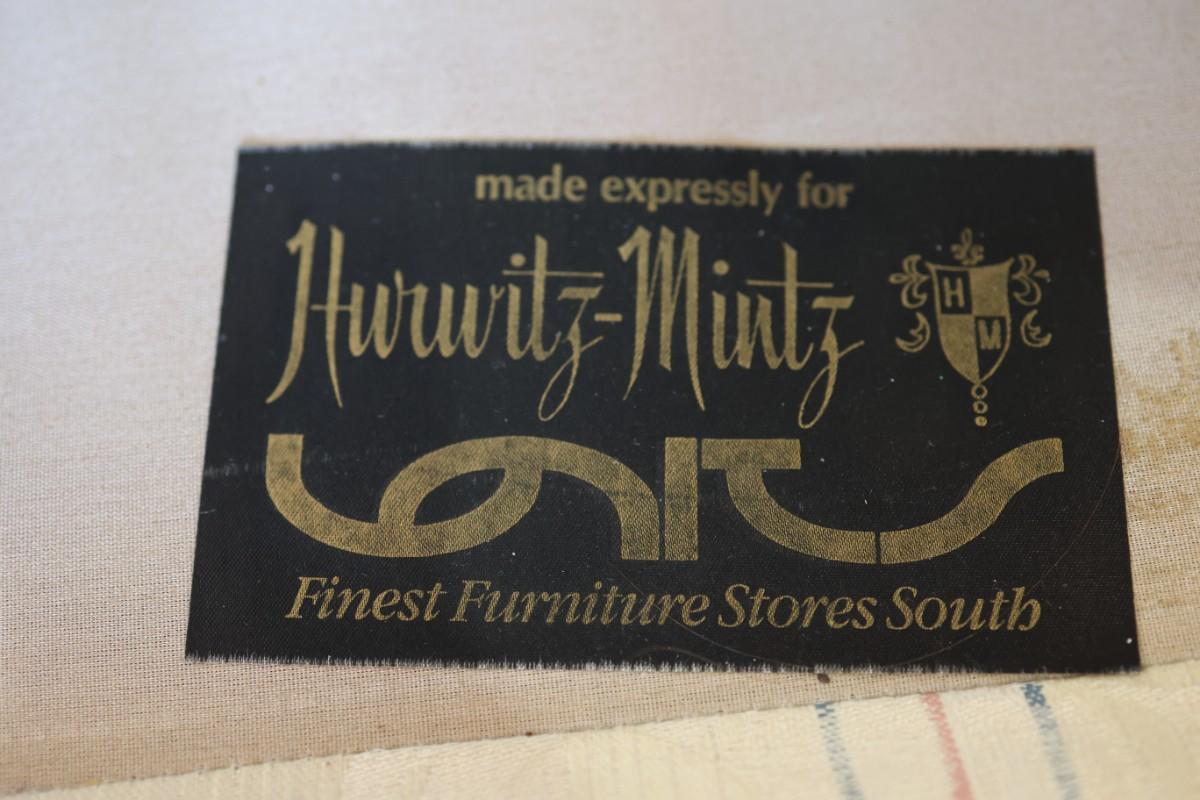 made expressly for
Hurwitz-Mintz
H
M
Finest Furniture Stores South